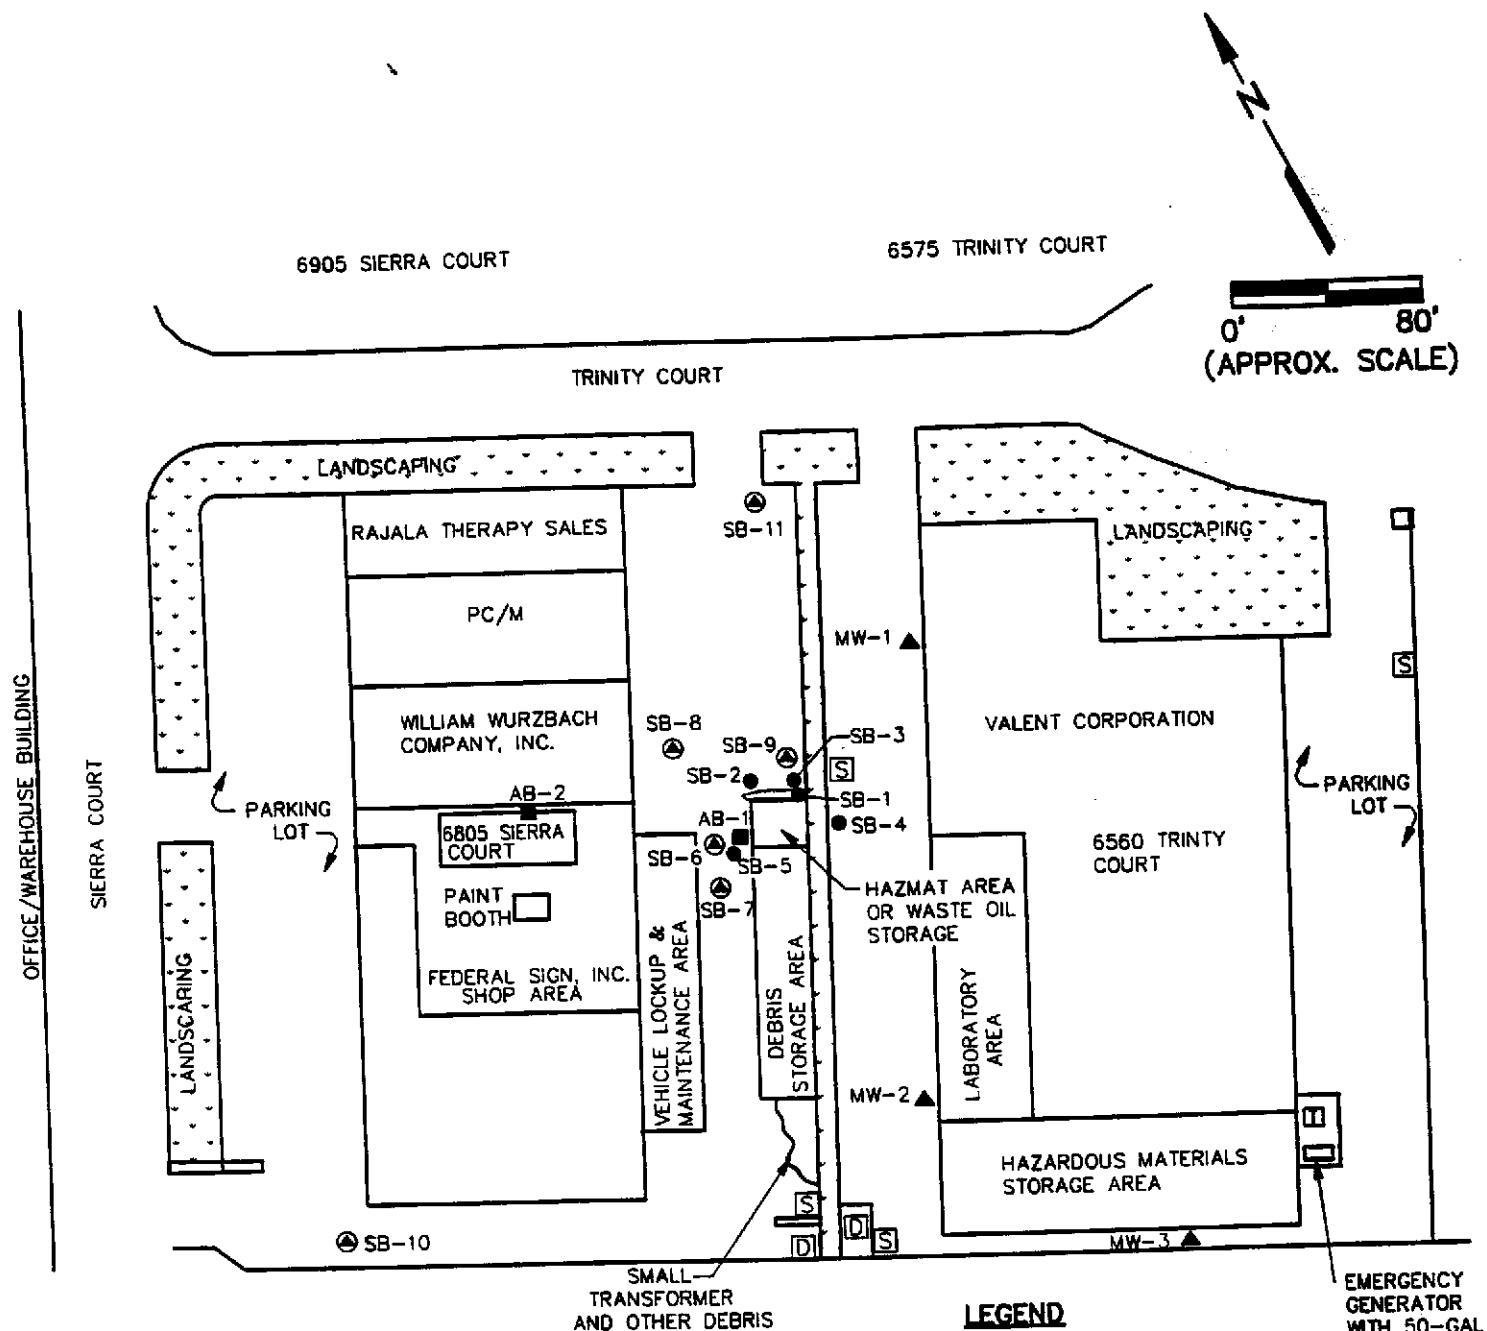 N
6905 SIERRA COURT
6575 TRINITY COURT
0' 80'
(APPROX. SCALE)
TRINITY COURT
LANDSCAPING
RAJALA THERAPY SALES
SB-11
LANDSCAPING
PC/M
MW-1
S
OFFICE/WAREHOUSE BUILDING
SIERRA COURT
WILLIAM WURZBACH
COMPANY, INC.
SB-8
SB-9
SB-3
VALENT CORPORATION
SB-2
S
PARKING
LOT
AB-2
SB-1
PARKING
LOT
6805 SIERRA
COURT
AB-1
SB-4
6560 TRINTY
COURT
SB-6
SB-5
HAZMAT AREA
OR WASTE OIL
STORAGE
PAINT
BOOTH
SB-7
LANDSCARING
FEDERAL SIGN, INC.
SHOP AREA
VEHICLE LOCKUP &
MAINTENANCE AREA
DEBRIS
STORAGE AREA
LABORATORY
AREA
MW-2
T
HAZARDOUS MATERIALS
STORAGE AREA
S
D
D
S
SB-10
MW-3
SMALL
TRANSFORMER
AND OTHER DEBRIS
LEGEND
EMERGENCY
GENERATOR
WITH 50-GAL